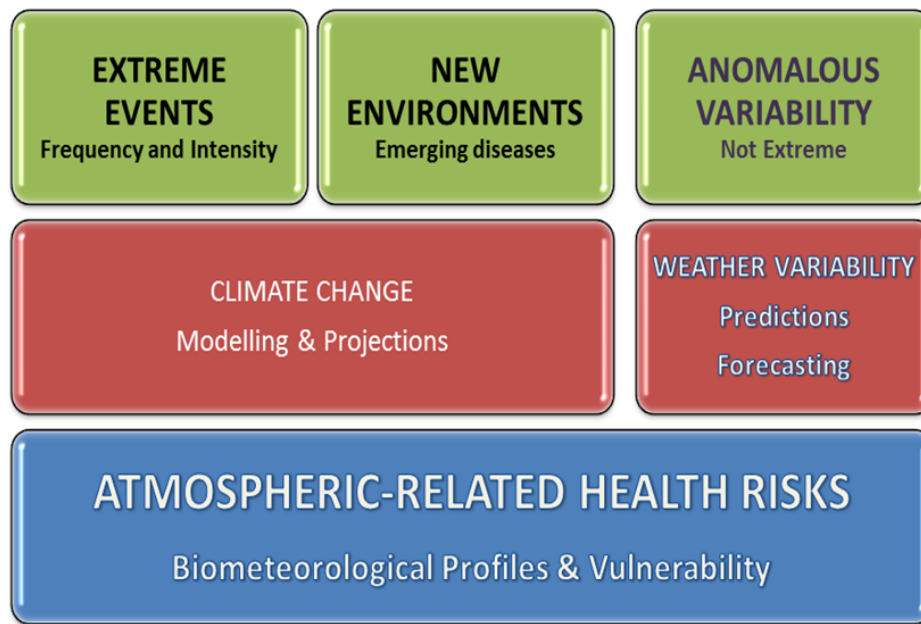 EXTREME
EVENTS
Frequency and Intensity
NEW
ENVIRONMENTS
Emerging diseases
ANOMALOUS
VARIABILITY
Not Extreme
CLIMATE CHANGE
Modelling & Projections
WEATHER VARIABILITY
Predictions
Forecasting
ATMOSPHERIC-RELATED HEALTH RISKS
Biometeorological Profiles & Vulnerability